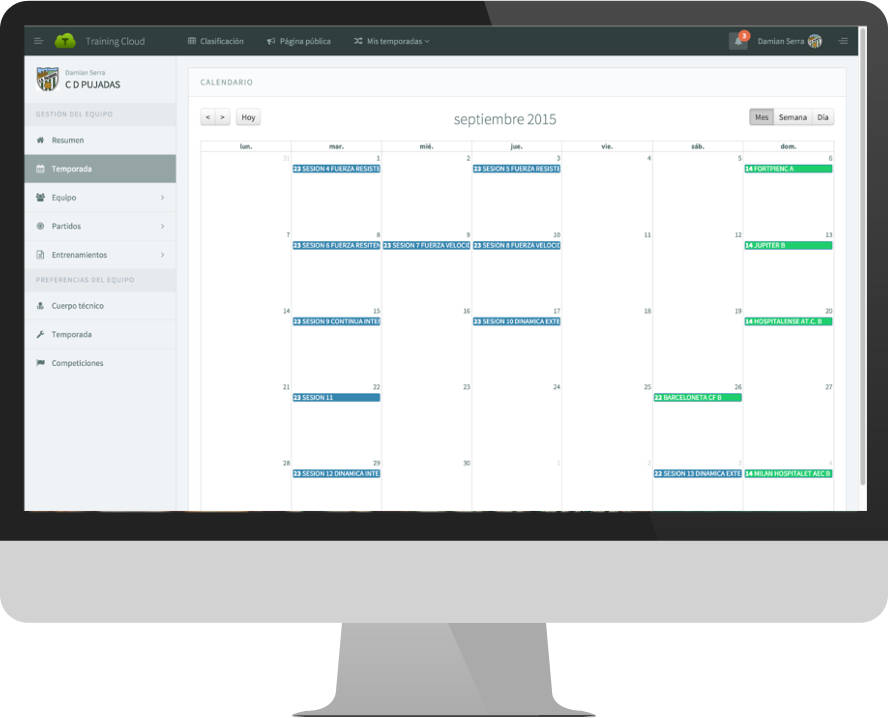 Training Cloud
Clasificación
Página pública
Mis temporadas
3
Damian Serra
Damian Serra
C D PUJADAS
GESTIÓN DEL EQUIPO
Resumen
Temporada
Equipo
Partidos
Entrenamientos
PREFERENCIAS DEL EQUIPO
Cuerpo técnico
Temporada
Competiciones
CALENDARIO
< > Hoy
septiembre 2015
Mes Semana Día
lun. mar. mié. jue. vie. sáb. dom.
31 1 2 3 4 5 6
23 SESION 4 FUERZA RESISTE
23 SESION 5 FUERZA RESISTE
14 FORTPIENC A
7 8 9 10 11 12 13
23 SESION 6 FUERZA RESITEN
23 SESION 7 FUERZA VELOCID
23 SESION 8 FUERZA VELOCID
14 JUPITER B
14 15 16 17 18 19 20
23 SESION 9 CONTINUA INTE
23 SESION 10 DINAMICA EXTE
14 HOSPITALENSE AT.C. B
21 22 23 24 25 26 27
23 SESION 11
22 BARCELONETA CF B
28 29 30 1 2 3 4
23 SESION 12 DINAMICA INTE
22 SESION 13 DINAMICA EXTE
14 MILAN HOSPITALET AEC B